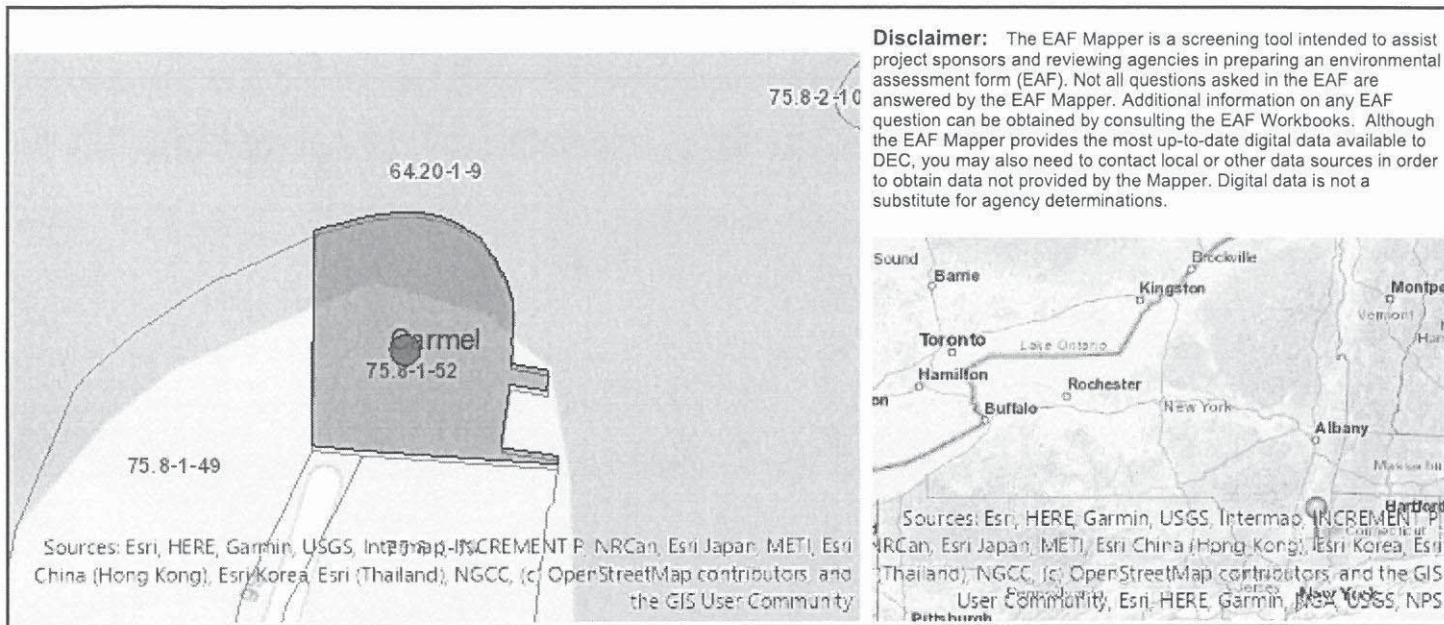 Disclaimer: The EAF Mapper is a screening tool intended to assist
project sponsors and reviewing agencies in preparing an environmental
assessment form (EAF). Not all questions asked in the EAF are
answered by the EAF Mapper. Additional information on any EAF
question can be obtained by consulting the EAF Workbooks. Although
the EAF Mapper provides the most up-to-date digital data available to
DEC, you may also need to contact local or other data sources in order
to obtain data not provided by the Mapper. Digital data is not a
substitute for agency determinations.
75.8-2-10
64.20-1-9
Carmel
75.8-1-52
75.8-1-49
Sources: Esri, HERE, Garmin, USGS, Intermap, INCREMENT P, NRCan, Esri Japan, METI, Esri
China (Hong Kong), Esri Korea, Esri (Thailand), NGCC, (c) OpenStreetMap contributors, and
the GIS User Community
Sound
Barrie
Brockville
Kingston
Montpe
Vermont
Toronto
Lake Ontario
Hamilton
Rochester
Buffalo
New York
Albany
Hartford
Connecticut
Sources: Esri, HERE, Garmin, USGS, Intermap, INCREMENT P,
NRCan, Esri Japan, METI, Esri China (Hong Kong), Esri Korea, Esri
(Thailand), NGCC, (c) OpenStreetMap contributors, and the GIS
User Community, Esri, HERE, Garmin, NGA, USGS, NPS
New York
Pittsburgh